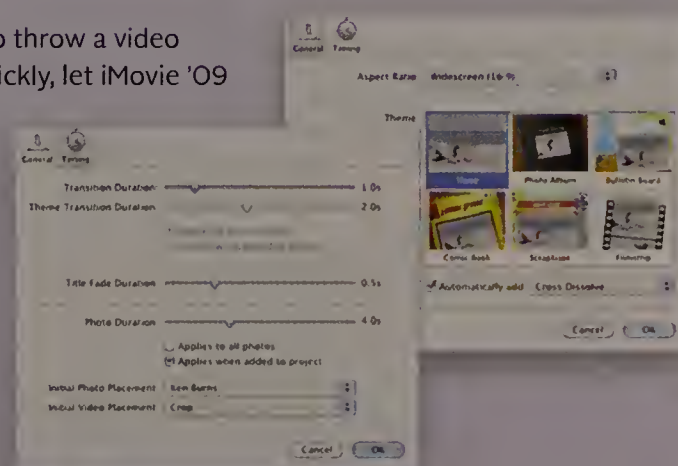 o throw a video
ickly, let iMovie '09
General Timing
Aspect Ratio Widescreen (16:9)
Theme
None Photo Album Bulletin Board
Comic Book Scrapbook Filmstrip
Automatically add Cross Dissolve
Cancel OK
General Timing
Transition Duration 1.0s
Theme Transition Duration 2.0s
Title Fade Duration 0.5s
Photo Duration 4.0s
Applies to all photos
Applies when added to project
Initial Photo Placement Ken Burns
Initial Video Placement Crop
Cancel OK